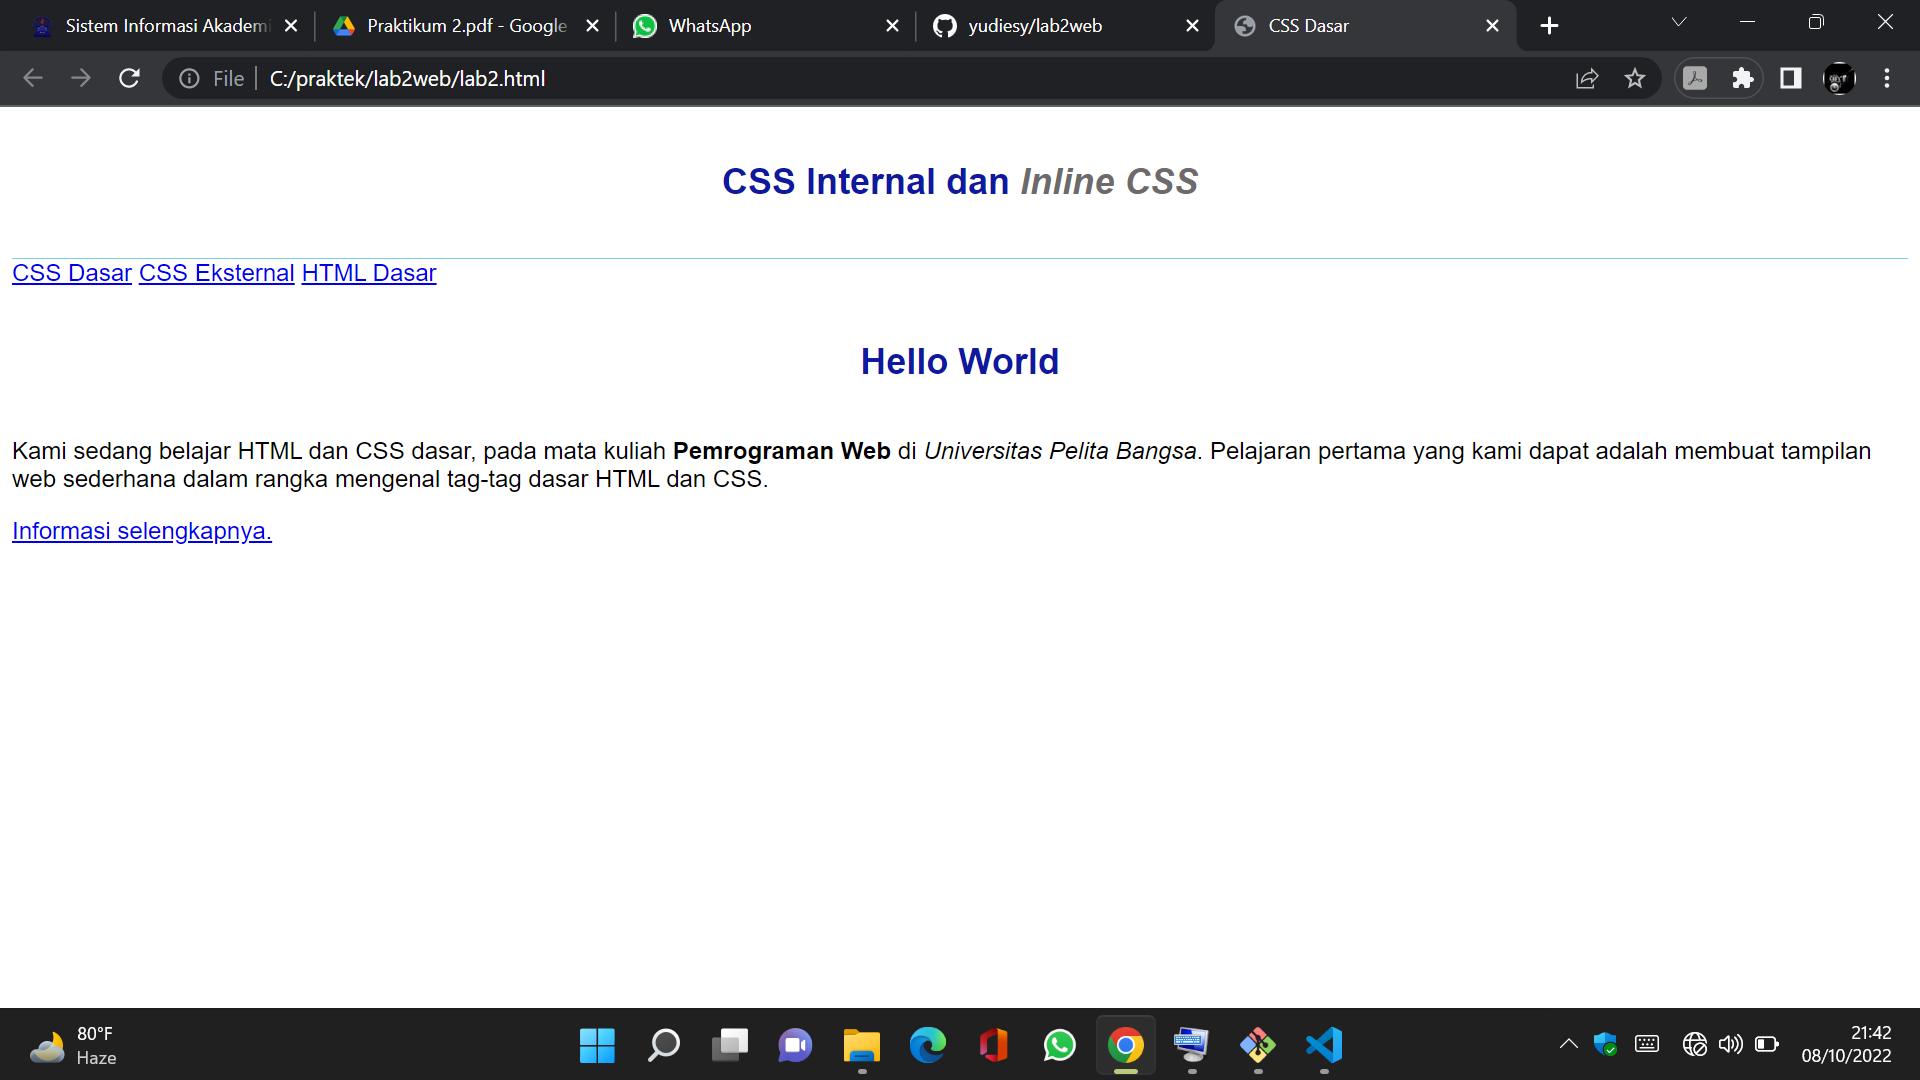 Sistem Informasi Akademi
Praktikum 2.pdf - Google
WhatsApp
yudiesy/lab2web
CSS Dasar
File
C:/praktek/lab2web/lab2.html
CSS Internal dan Inline CSS
CSS Dasar CSS Eksternal HTML Dasar
Hello World
Kami sedang belajar HTML dan CSS dasar, pada mata kuliah Pemrograman Web di Universitas Pelita Bangsa. Pelajaran pertama yang kami dapat adalah membuat tampilan
web sederhana dalam rangka mengenal tag-tag dasar HTML dan CSS.
Informasi selengkapnya.
80°F
Haze
21:42
08/10/2022